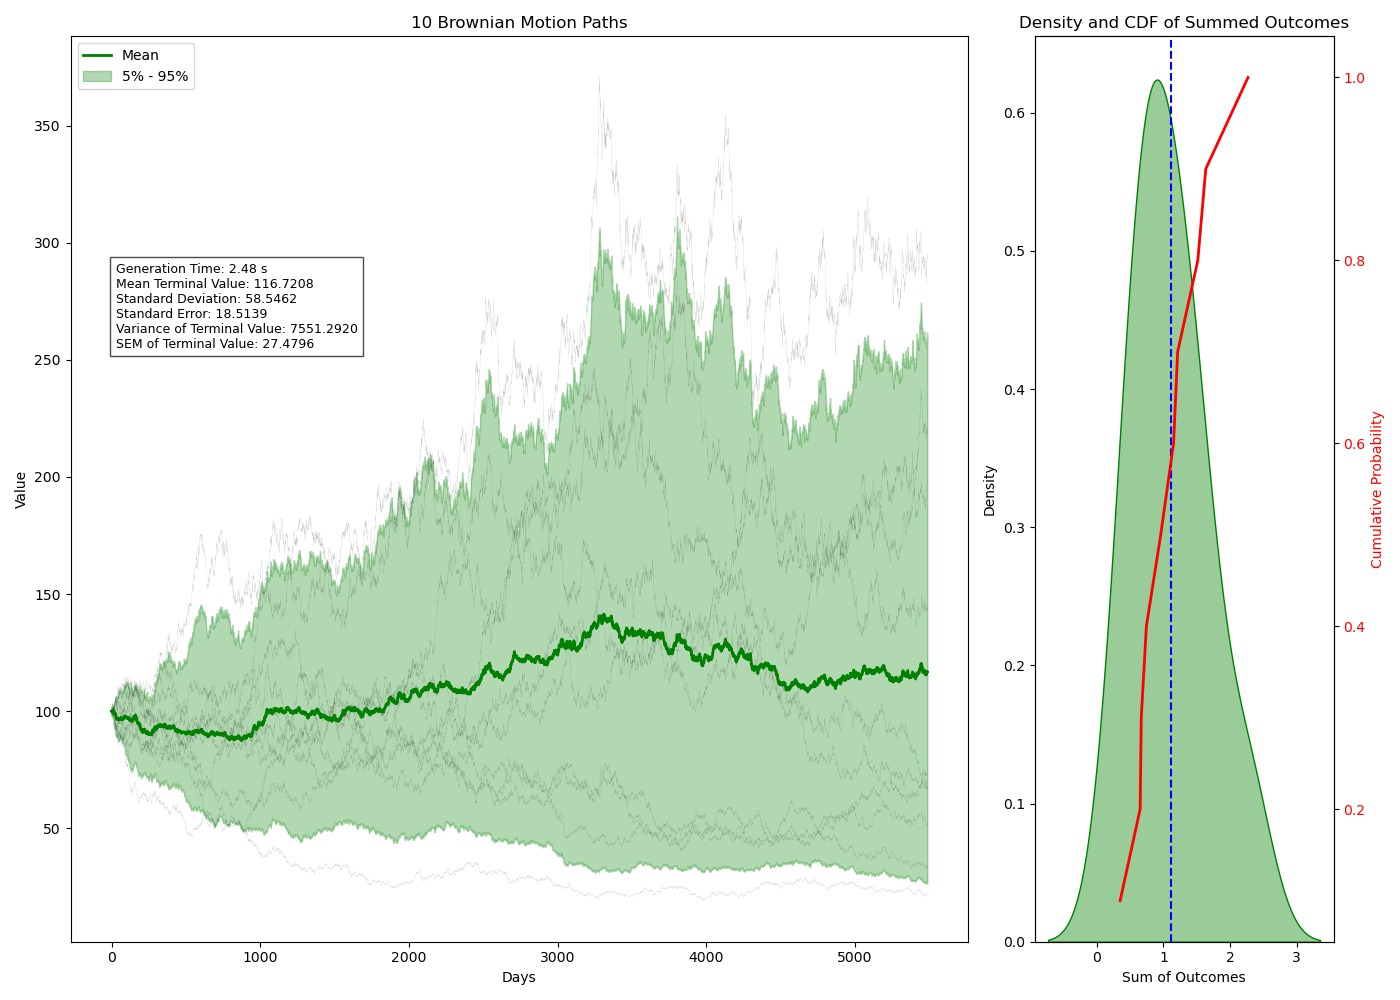 10 Brownian Motion Paths
Mean
5% - 95%
Generation Time: 2.48 s
Mean Terminal Value: 116.7208
Standard Deviation: 58.5462
Standard Error: 18.5139
Variance of Terminal Value: 7551.2920
SEM of Terminal Value: 27.4796
Value
350
300
250
200
150
100
50
0 1000 2000 3000 4000 5000
Days
Density and CDF of Summed Outcomes
Density
0.6
0.5
0.4
0.3
0.2
0.1
0.0
0 1 2 3
Sum of Outcomes
1.0
0.8
0.6
0.4
0.2
Cumulative Probability